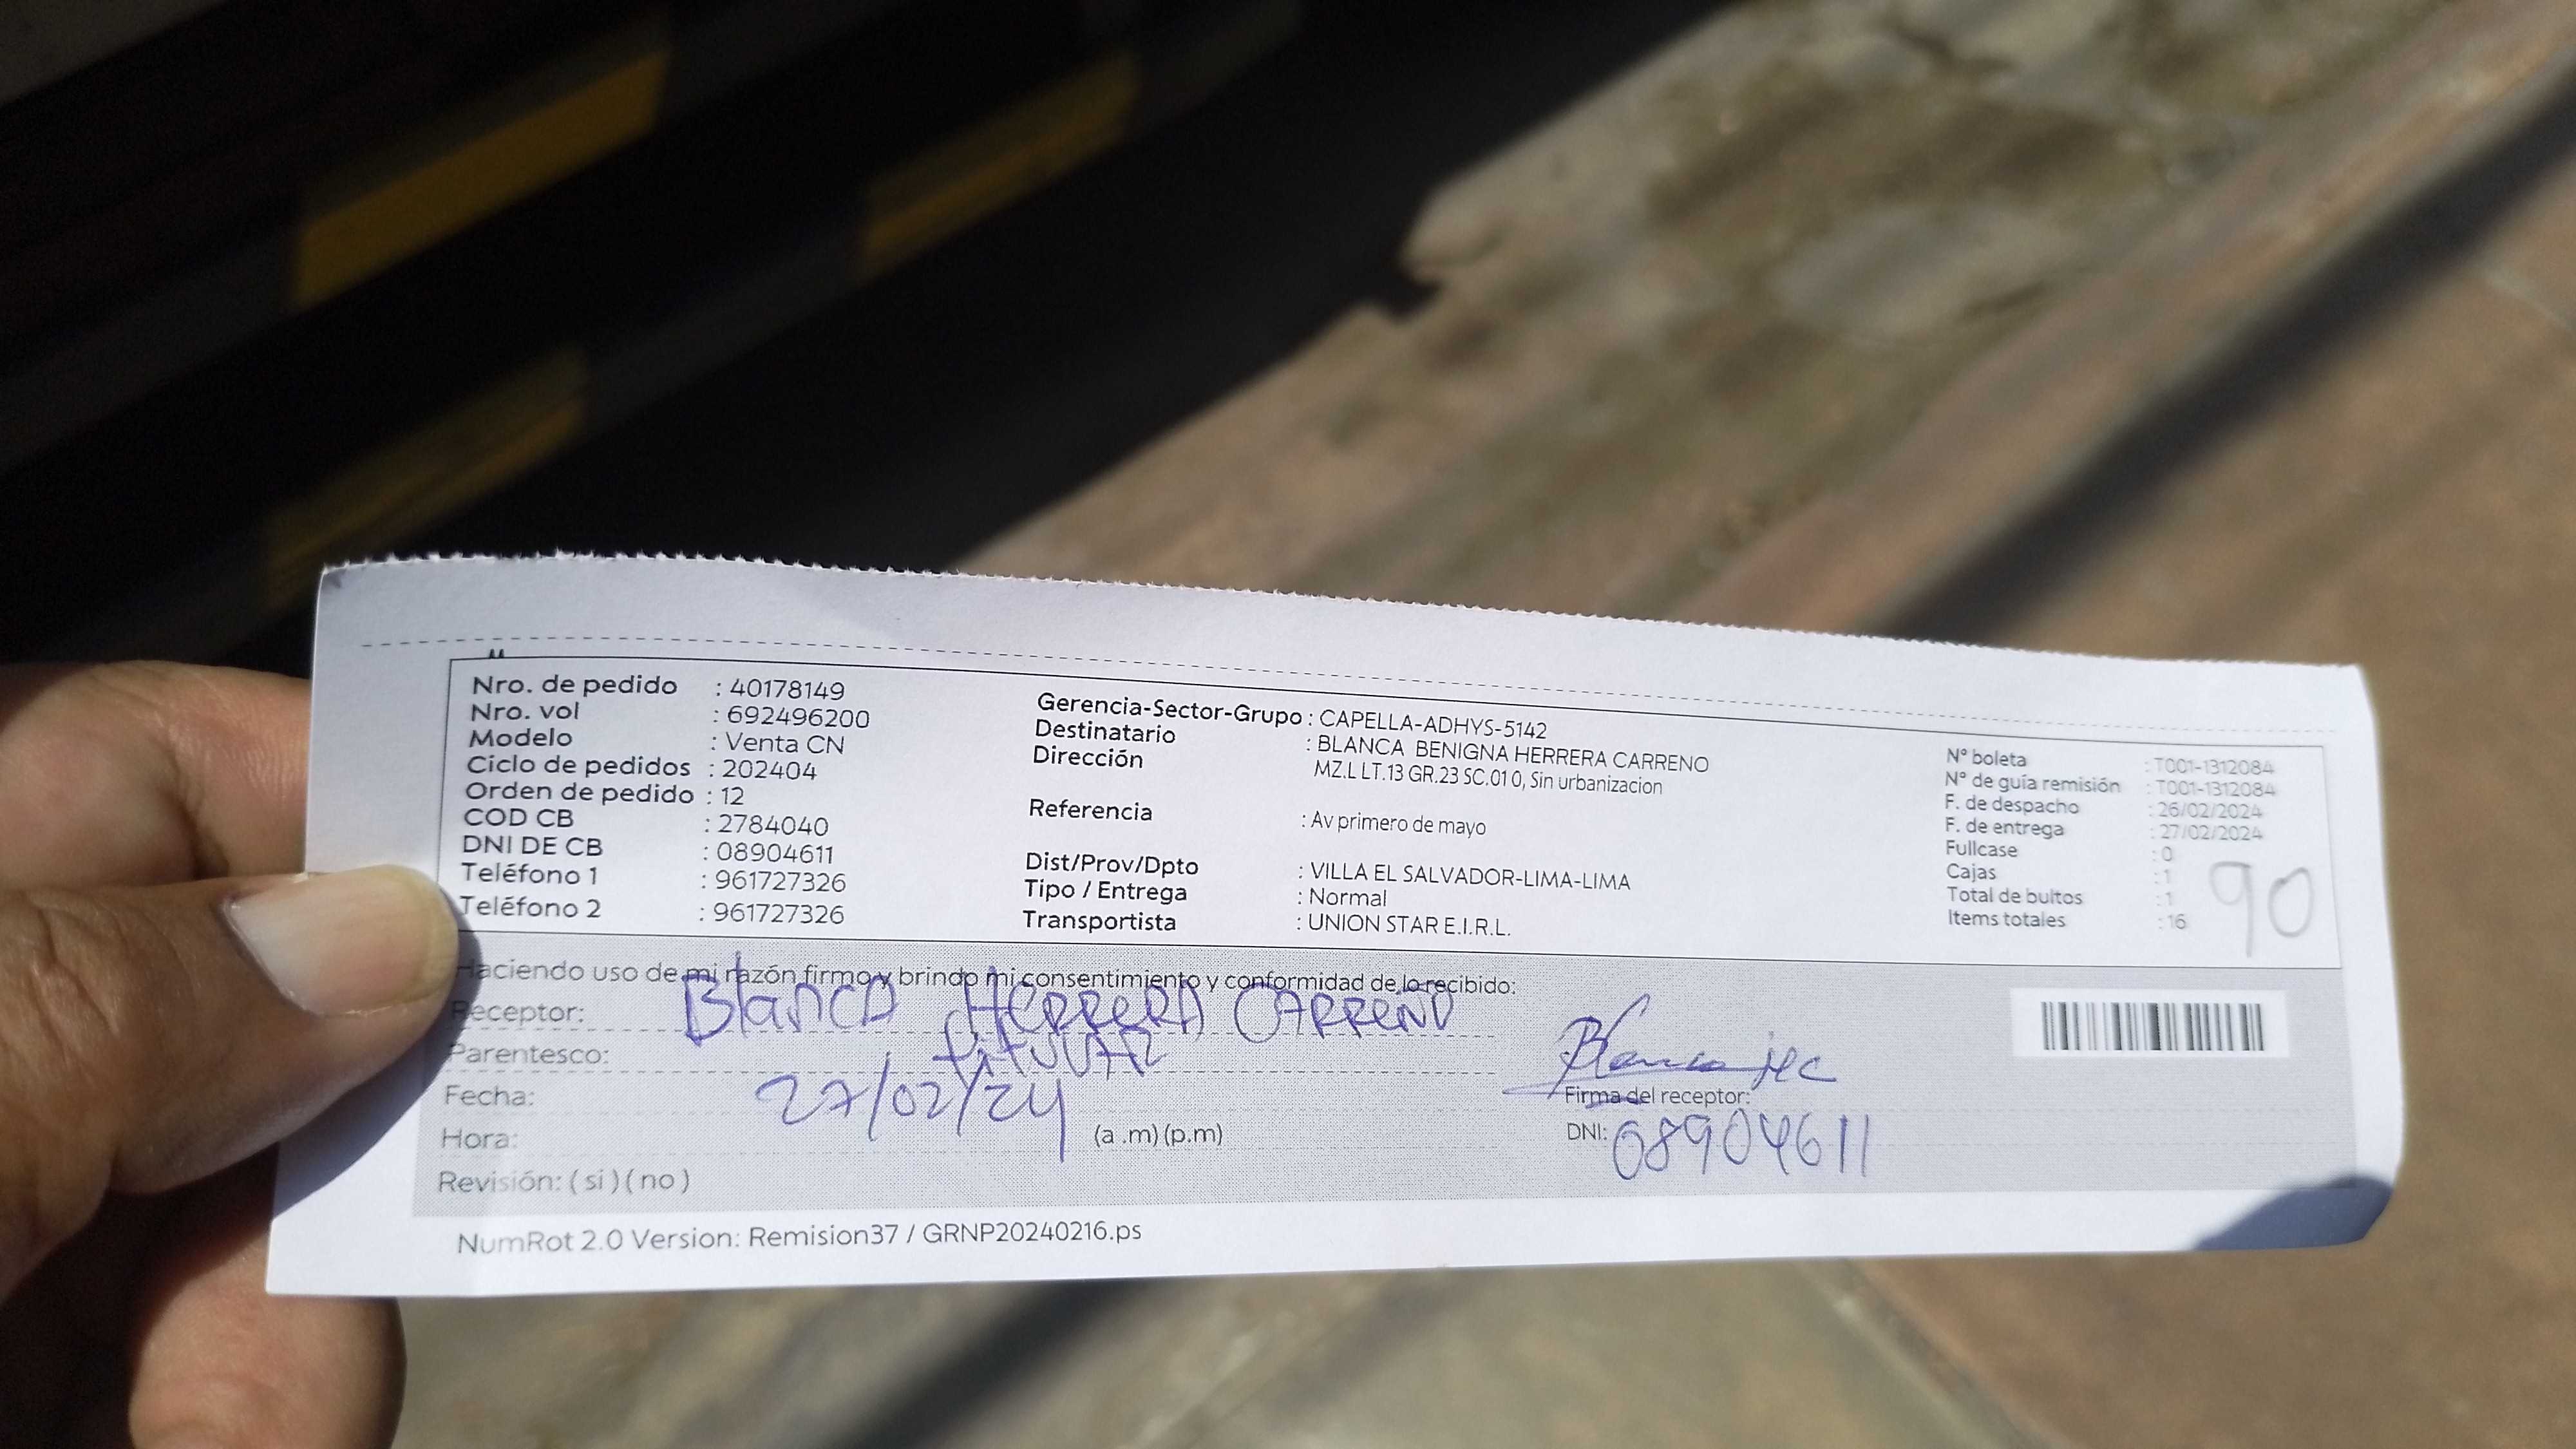 Nro. de pedido : 40178149
Nro. vol : 692496200
Modelo : Venta CN
Ciclo de pedidos : 202404
Orden de pedido : 12
COD CB : 2784040
DNI DE CB : 08904611
Teléfono 1 : 961727326
Teléfono 2 : 961727326
Gerencia-Sector-Grupo : CAPELLA-ADHYS-5142
Destinatario : BLANCA BENIGNA HERRERA CARRENO
Dirección MZ.L LT.13 GR.23 SC.01 0, Sin urbanizacion
Referencia : Av primero de mayo
Dist/Prov/Dpto : VILLA EL SALVADOR-LIMA-LIMA
Tipo / Entrega : Normal
Transportista : UNION STAR E.I.R.L.
N° boleta : T001-1312084
N° de guía remisión : T001-1312084
F. de despacho : 26/02/2024
F. de entrega : 27/02/2024
Fullcase : 0
Cajas : 1
Total de bultos : 1
Items totales : 16
90
Haciendo uso de mi razón firmo y brindo mi consentimiento y conformidad de lo recibido:
Receptor: Blanca HERRERA CARREÑO
Parentesco: titular
Fecha: 27/02/24
Hora: (a .m) (p.m)
Revisión: ( si ) ( no )
Blanca HC
Firma del receptor:
DNI: 08904611
NumRot 2.0 Version: Remision37 / GRNP20240216.ps